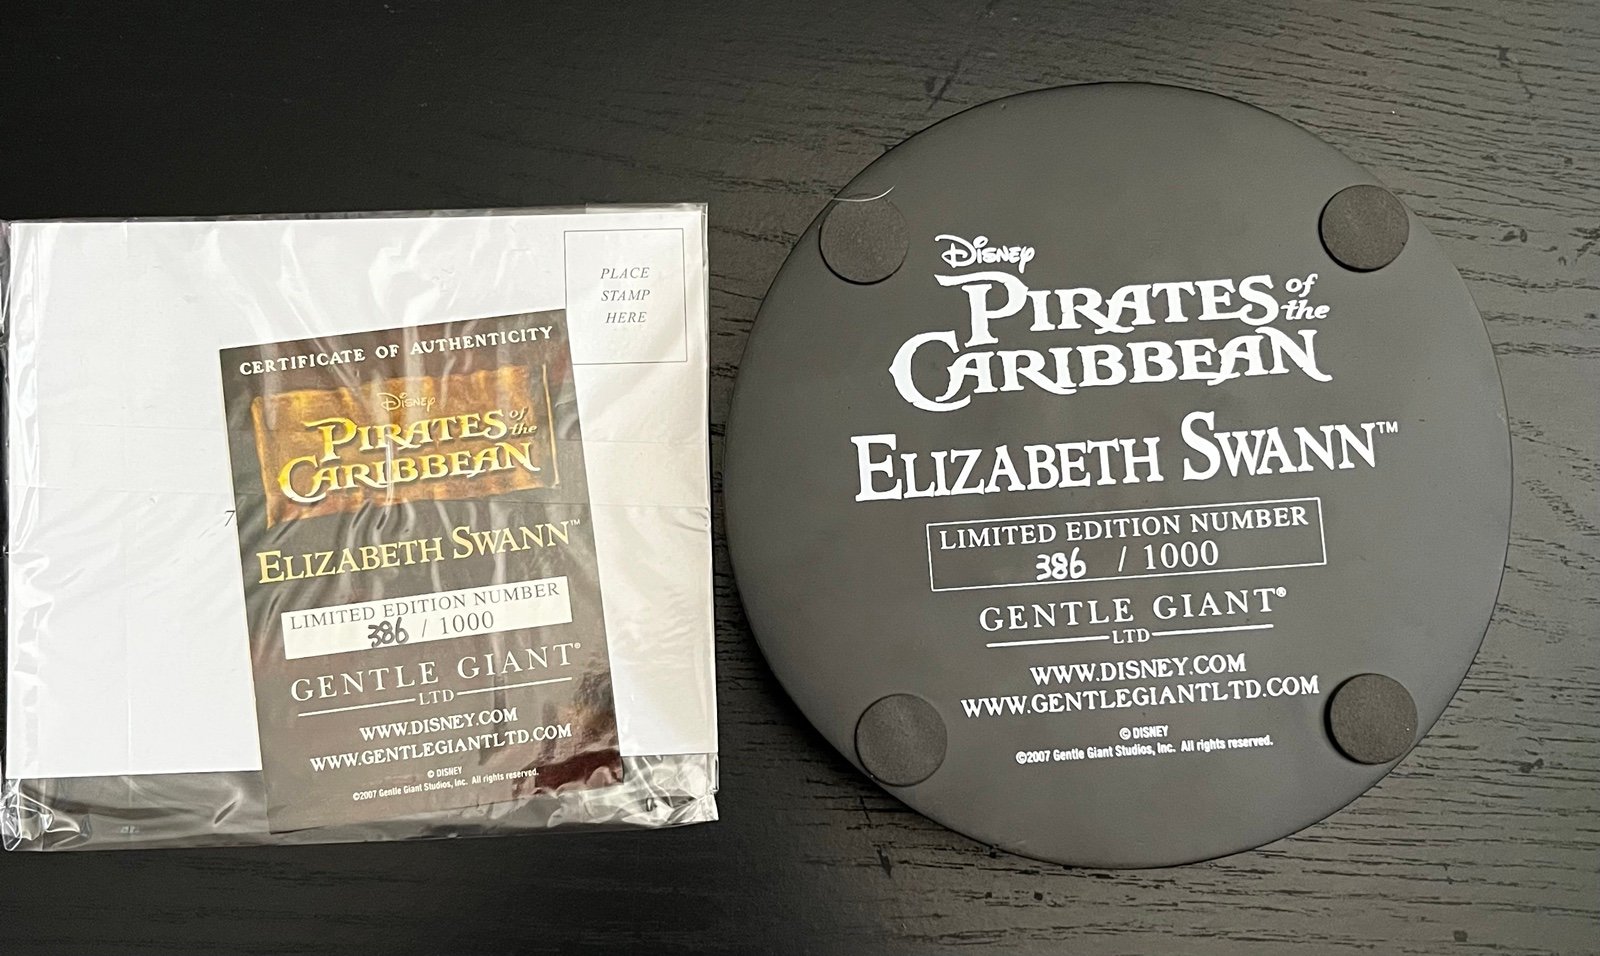 PLACE
STAMP
HERE
7
CERTIFICATE OF AUTHENTICITY
DISNEY
PIRATES of the
CARIBBEAN
ELIZABETH SWANN™
LIMITED EDITION NUMBER
386 / 1000
GENTLE GIANT®
LTD
WWW.DISNEY.COM
WWW.GENTLEGIANTLTD.COM
© DISNEY
©2007 Gentle Giant Studios, Inc. All rights reserved.
DISNEY
PIRATES of the
CARIBBEAN
ELIZABETH SWANN™
LIMITED EDITION NUMBER
386 / 1000
GENTLE GIANT®
LTD
WWW.DISNEY.COM
WWW.GENTLEGIANTLTD.COM
© DISNEY
©2007 Gentle Giant Studios, Inc. All rights reserved.